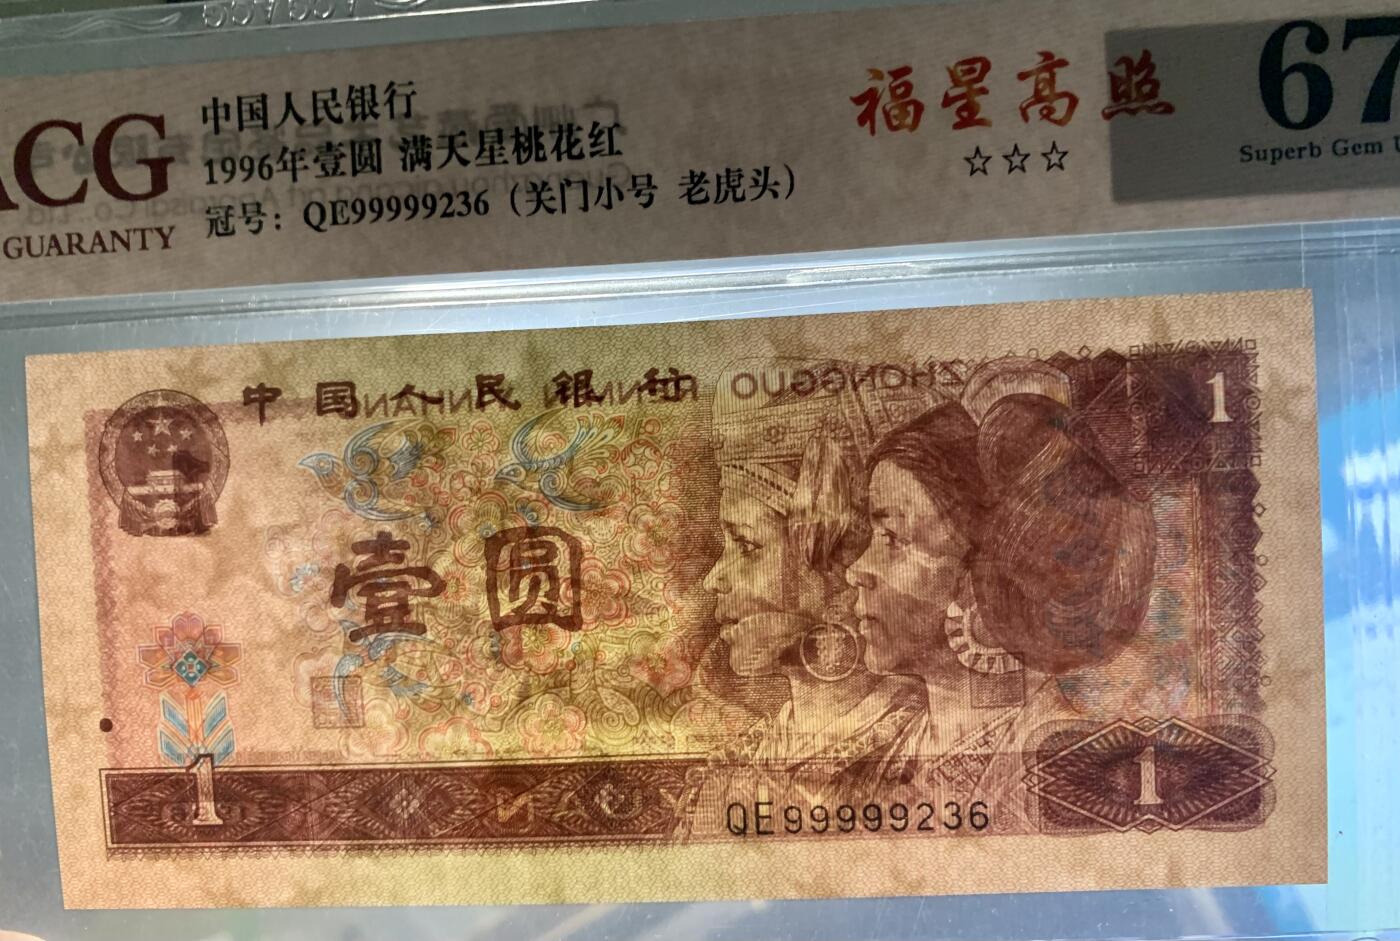 ACG
GUARANTY
中国人民银行
1996年壹圆 满天星桃花红
冠号：QE99999236（关门小号 老虎头）
福星高照
☆☆☆
67
Superb Gem U
中国人民银行
ZHONGGUO RENMIN YINHANG
壹圆
1
1
1
QE99999236